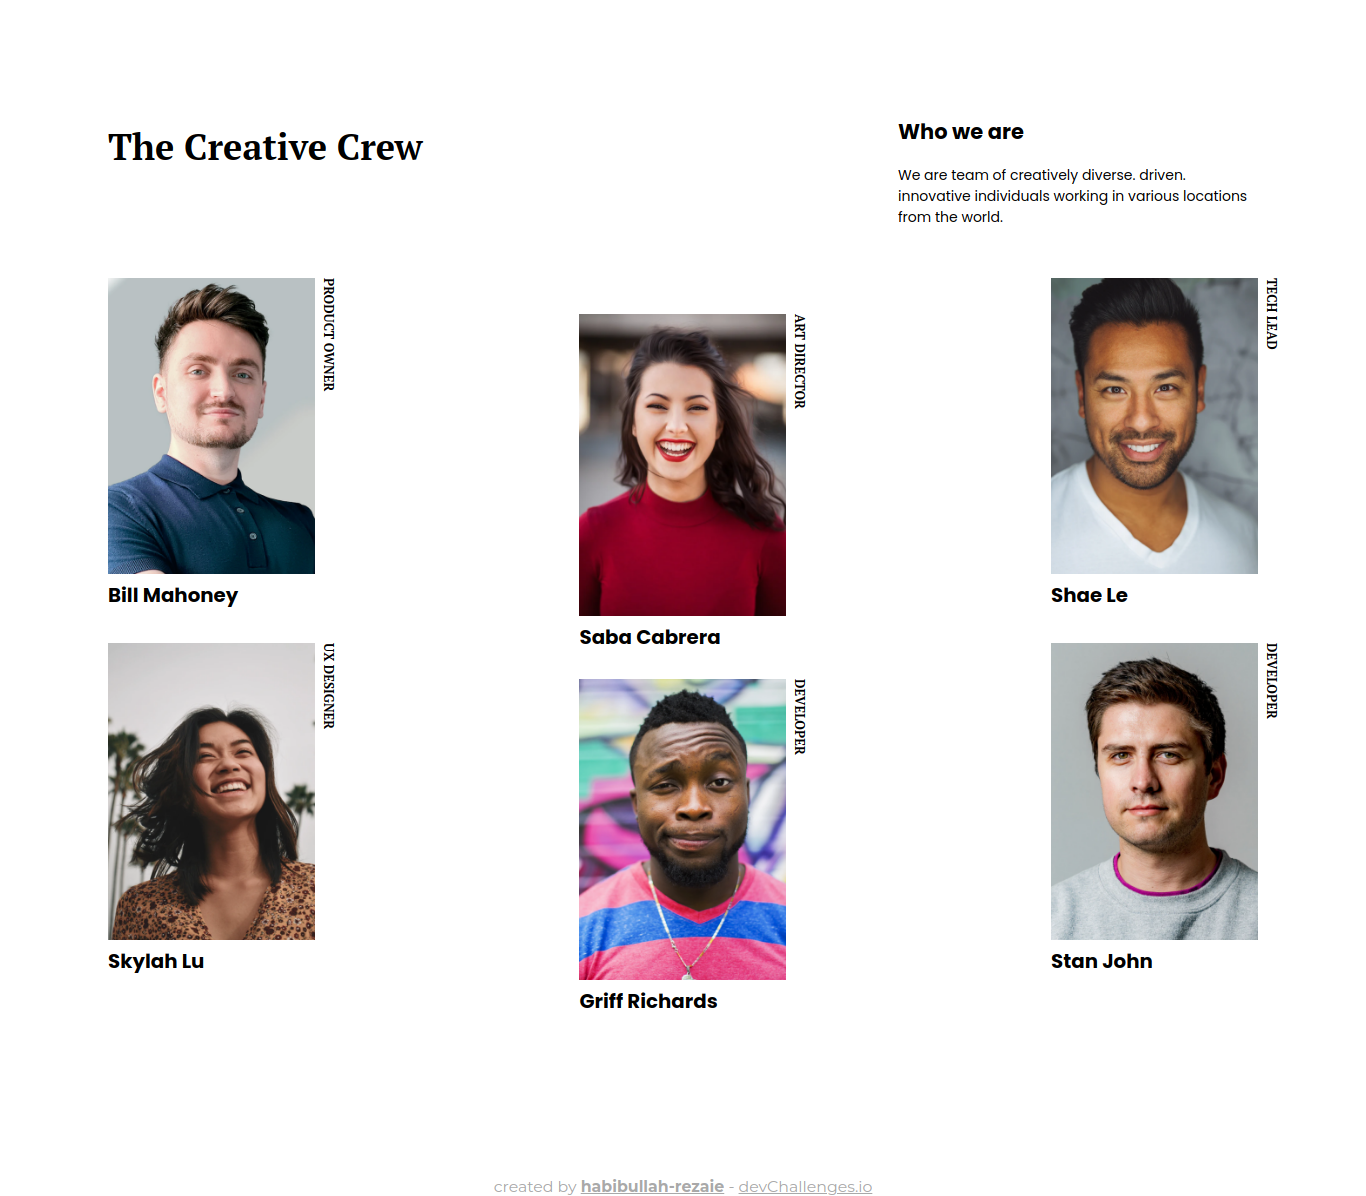 The Creative Crew
Who we are
We are team of creatively diverse. driven.
innovative individuals working in various locations
from the world.
PRODUCT OWNER
Bill Mahoney
ART DIRECTOR
Saba Cabrera
TECH LEAD
Shae Le
UX DESIGNER
Skylah Lu
DEVELOPER
Griff Richards
DEVELOPER
Stan John
created by habibullah-rezaie - devChallenges.io